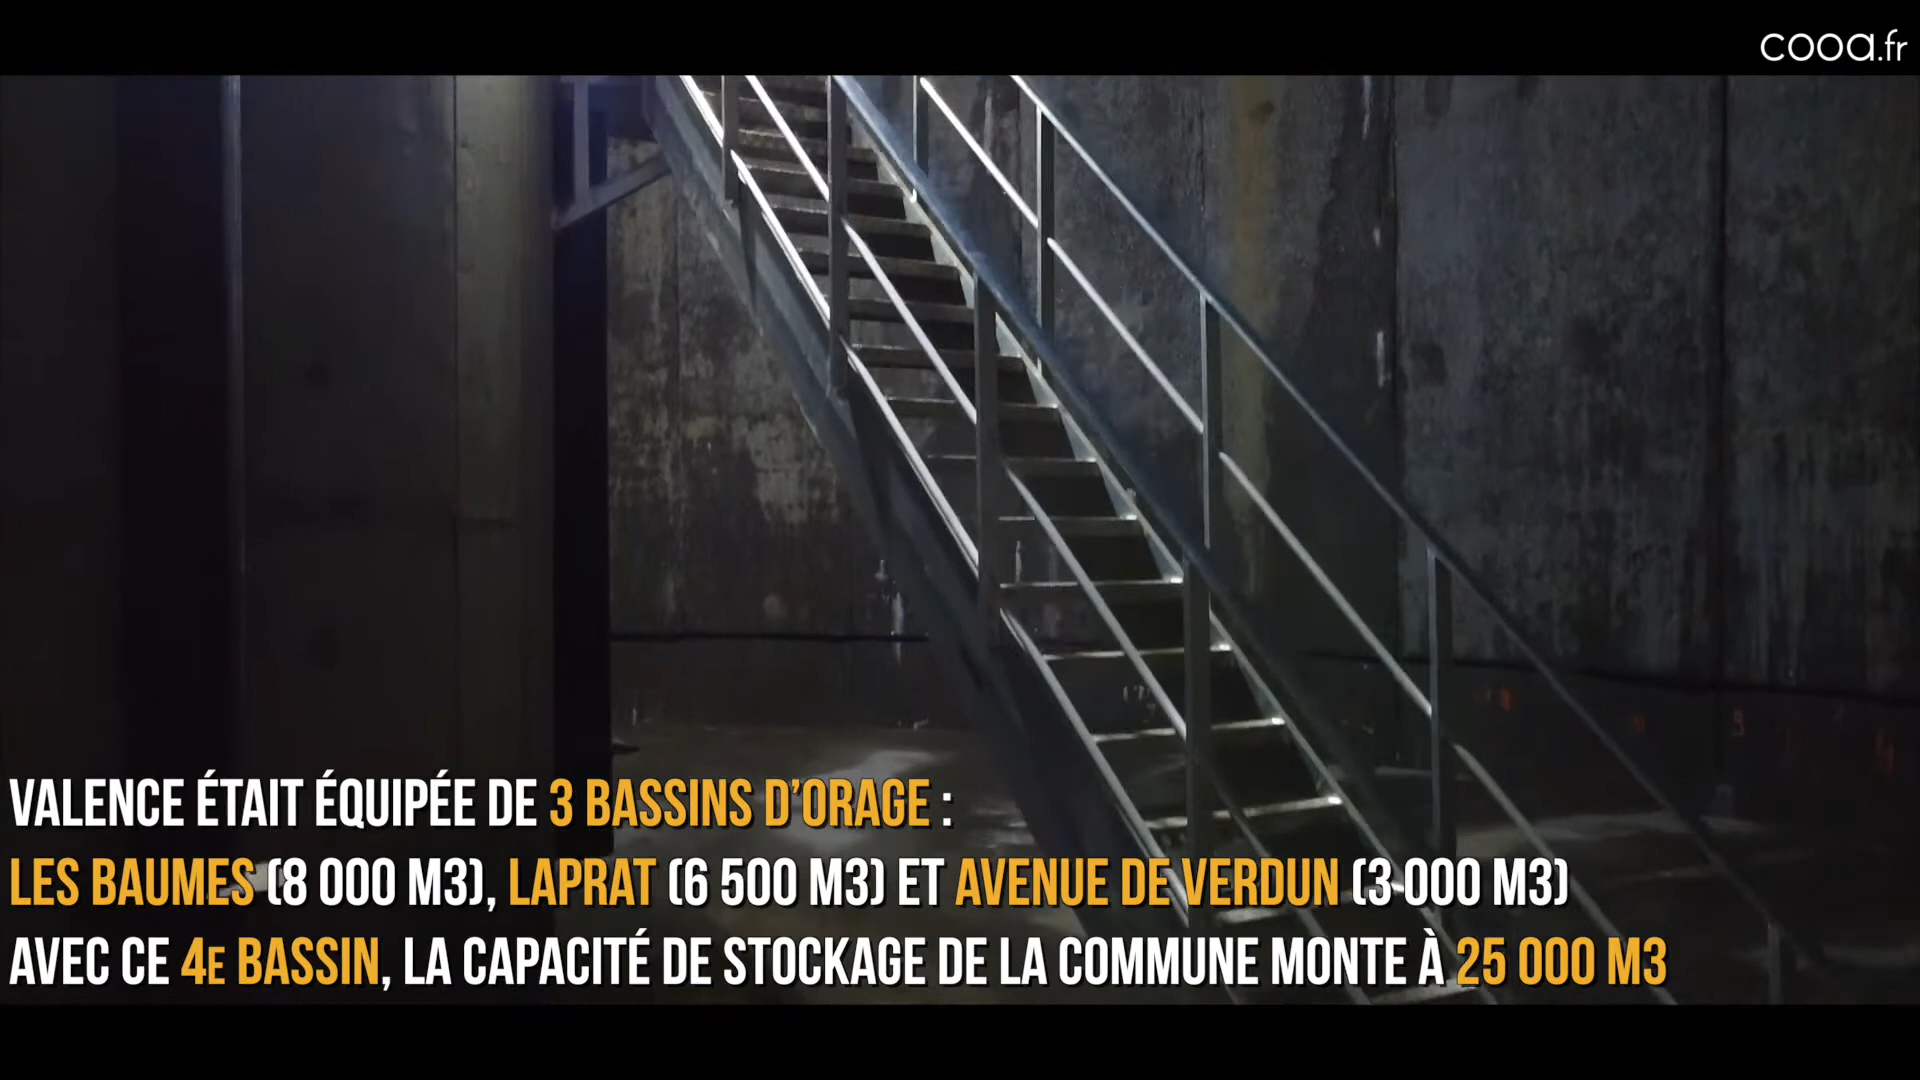 cooa.fr
VALENCE ÉTAIT ÉQUIPÉE DE 3 BASSINS D'ORAGE :
LES BAUMES (8 000 M3), LAPRAT (6 500 M3) ET AVENUE DE VERDUN (3 000 M3)
AVEC CE 4E BASSIN, LA CAPACITÉ DE STOCKAGE DE LA COMMUNE MONTE À 25 000 M3